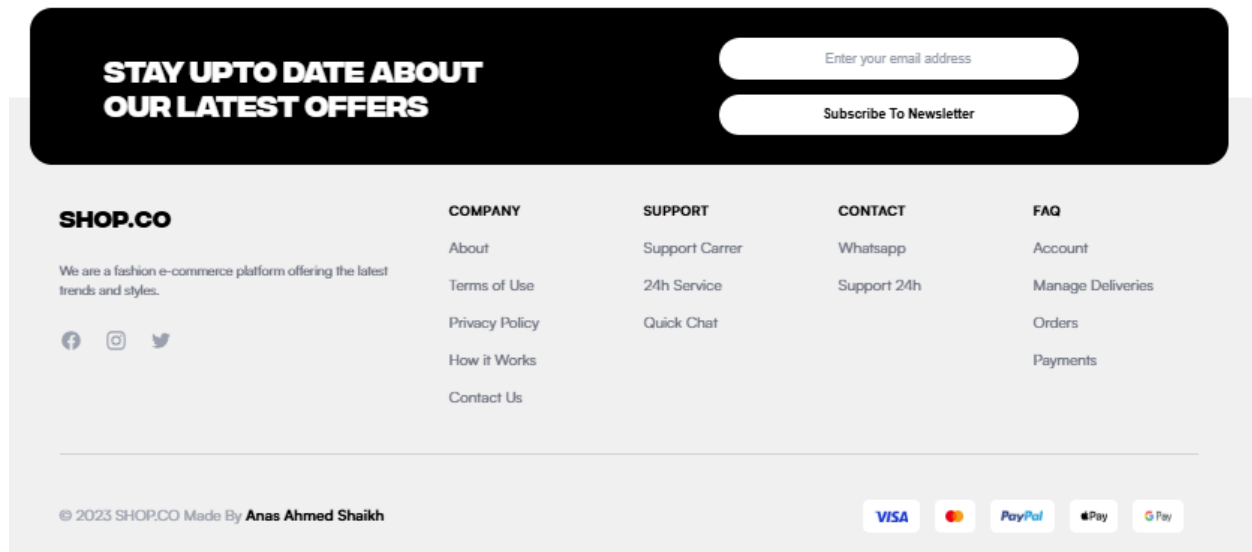 STAY UPTO DATE ABOUT
OUR LATEST OFFERS
Enter your email address
Subscribe To Newsletter
SHOP.CO
We are a fashion e-commerce platform offering the latest
trends and styles.
COMPANY
About
Terms of Use
Privacy Policy
How it Works
Contact Us
SUPPORT
Support Carrer
24h Service
Quick Chat
CONTACT
Whatsapp
Support 24h
FAQ
Account
Manage Deliveries
Orders
Payments
© 2023 SHOP.CO Made By Anas Ahmed Shaikh
VISA
PayPal
Pay
G Pay